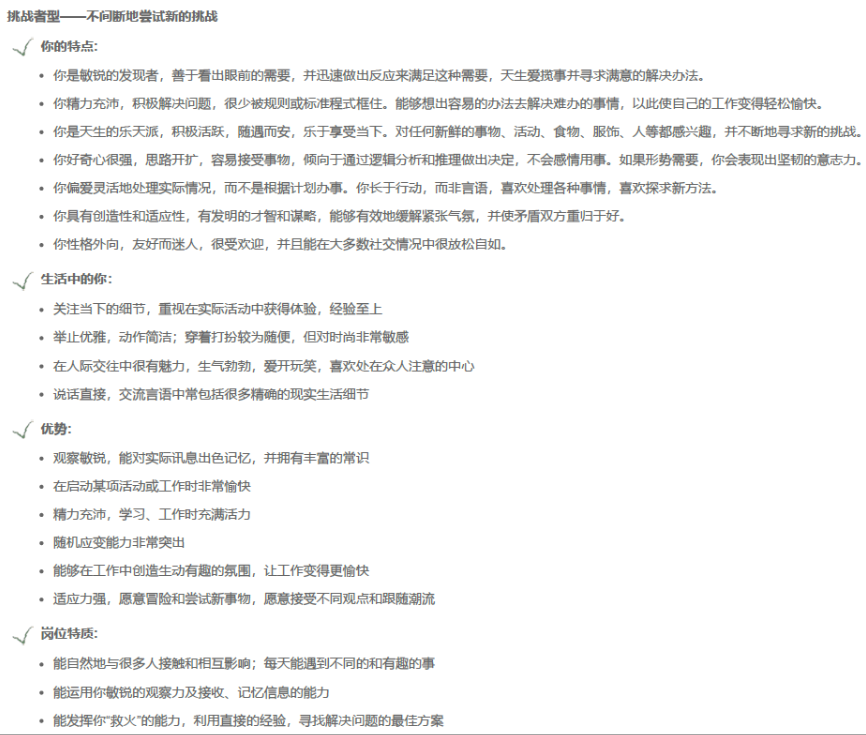 挑战者型——不间断地尝试新的挑战
你的特点：
你是敏锐的发现者，善于看出眼前的需要，并迅速做出反应来满足这种需要，天生爱揽事并寻求满意的解决办法。
你精力充沛，积极解决问题，很少被规则或标准程式框住。能够想出容易的办法去解决难办的事情，以此使自己的工作变得轻松愉快。
你是天生的乐天派，积极活跃，随遇而安，乐于享受当下。对任何新鲜的事物、活动、食物、服饰、人等都感兴趣，并不断地寻求新的挑战。
你好奇心很强，思路开扩，容易接受事物，倾向于通过逻辑分析和推理做出决定，不会感情用事。如果形势需要，你会表现出坚韧的意志力。
你偏爱灵活地处理实际情况，而不是根据计划办事。你长于行动，而非言语，喜欢处理各种事情，喜欢探求新方法。
你具有创造性和适应性，有发明的才智和谋略，能够有效地缓解紧张气氛，并使矛盾双方重归于好。
你性格外向，友好而迷人，很受欢迎，并且能在大多数社交情况中很放松自如。
生活中的你：
关注当下的细节，重视在实际活动中获得体验，经验至上
举止优雅，动作简洁；穿着打扮较为随便，但对时尚非常敏感
在人际交往中很有魅力，生气勃勃，爱开玩笑，喜欢处在众人注意的中心
说话直接，交流言语中常包括很多精确的现实生活细节
优势：
观察敏锐，能对实际讯息出色记忆，并拥有丰富的常识
在启动某项活动或工作时非常愉快
精力充沛，学习、工作时充满活力
随机应变能力非常突出
能够在工作中创造生动有趣的氛围，让工作变得更愉快
适应力强，愿意冒险和尝试新事物，愿意接受不同观点和跟随潮流
岗位特质：
能自然地与很多人接触和相互影响；每天能遇到不同的和有趣的事
能运用你敏锐的观察力及接收、记忆信息的能力
能发挥你“救火”的能力，利用直接的经验，寻找解决问题的最佳方案